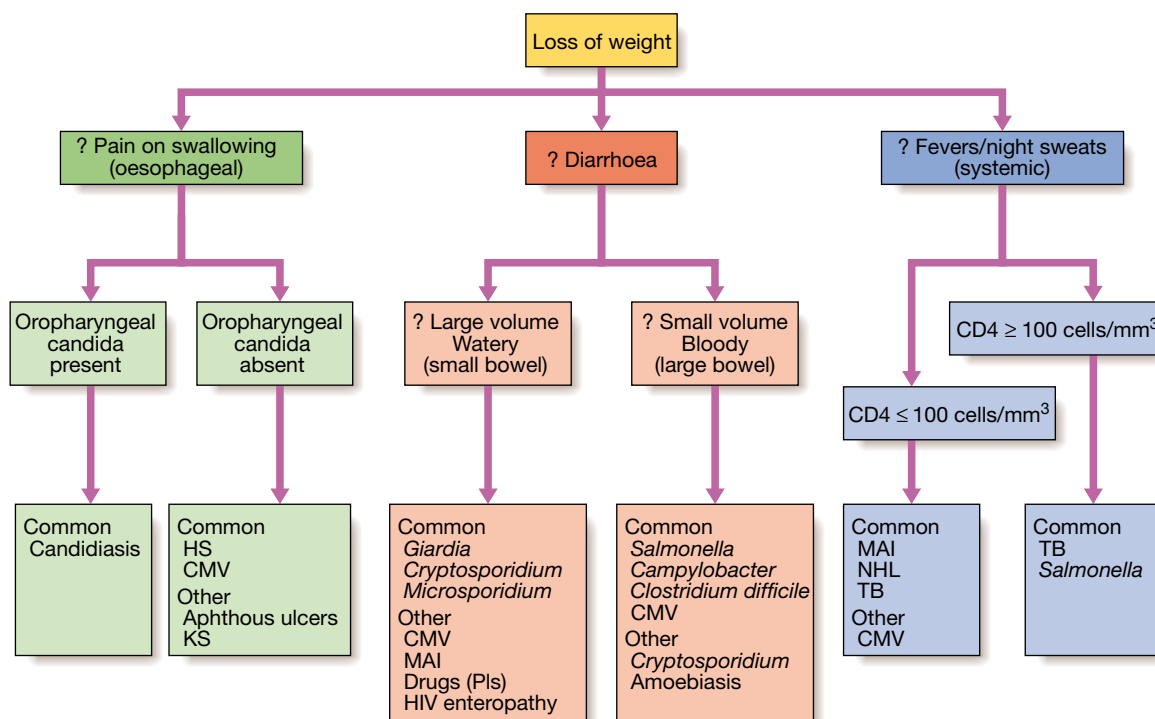 Loss of weight
? Pain on swallowing
(oesophageal)
? Diarrhoea
? Fevers/night sweats
(systemic)
Oropharyngeal
candida
present
Oropharyngeal
candida
absent
? Large volume
Watery
(small bowel)
? Small volume
Bloody
(large bowel)
CD4 ≤ 100 cells/mm³
CD4 ≥ 100 cells/mm³
Common
Candidiasis
Common
HS
CMV
Other
Aphthous ulcers
KS
Common
Giardia
Cryptosporidium
Microsporidium
Other
CMV
MAI
Drugs (PIs)
HIV enteropathy
Common
Salmonella
Campylobacter
Clostridium difficile
CMV
Other
Cryptosporidium
Amoebiasis
Common
MAI
NHL
TB
Other
CMV
Common
TB
Salmonella